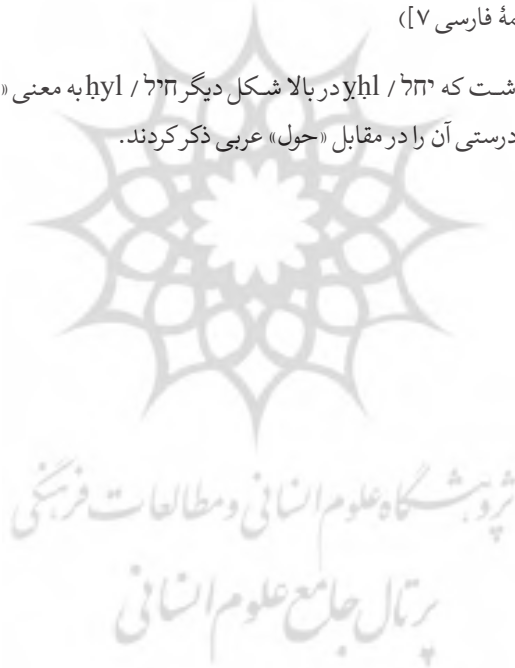 مهٔ فارسی ۷])
شت که יחל / yḥl در بالا شکل دیگر חיל / ḥyl به معنی «
درستی آن را در مقابل «حول» عربی ذکر کردند.
پژوهشگاه علوم انسانی و مطالعات فرهنگی
پرتال جامع علوم انسانی